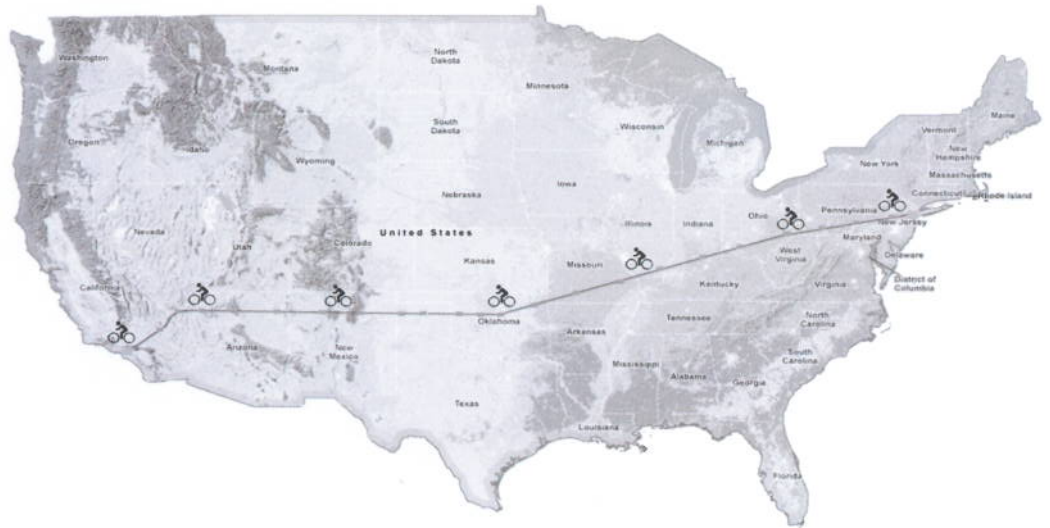 Washington
Montana
North
Dakota
Minnesota
Maine
Oregon
Idaho
Wyoming
South
Dakota
Wisconsin
Michigan
Vermont
New
Hampshire
New York
Massachusetts
Nebraska
Iowa
Connecticut
Rhode Island
Nevada
Utah
Colorado
United States
Kansas
Missouri
Illinois
Indiana
Ohio
Pennsylvania
New Jersey
Maryland
West
Virginia
Delaware
District of
Columbia
California
Kentucky
Virginia
Arizona
New
Mexico
Oklahoma
Arkansas
Tennessee
North
Carolina
South
Carolina
Mississippi
Alabama
Georgia
Texas
Louisiana
Florida